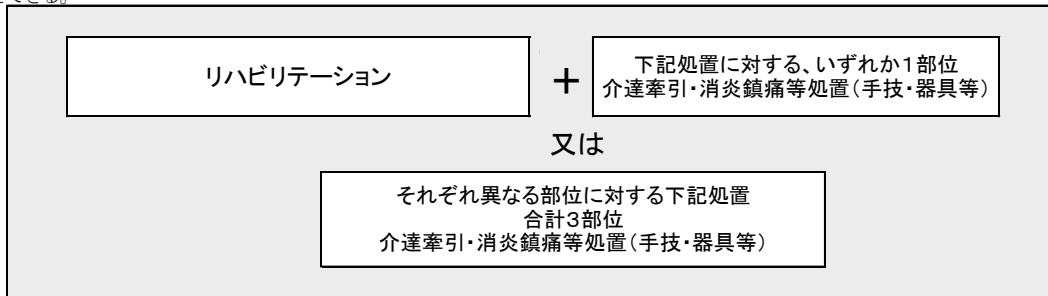 できる。
リハビリテーション
+
下記処置に対する、いずれか1部位
介達牽引・消炎鎮痛等処置(手技・器具等)
又は
それぞれ異なる部位に対する下記処置
合計3部位
介達牽引・消炎鎮痛等処置(手技・器具等)